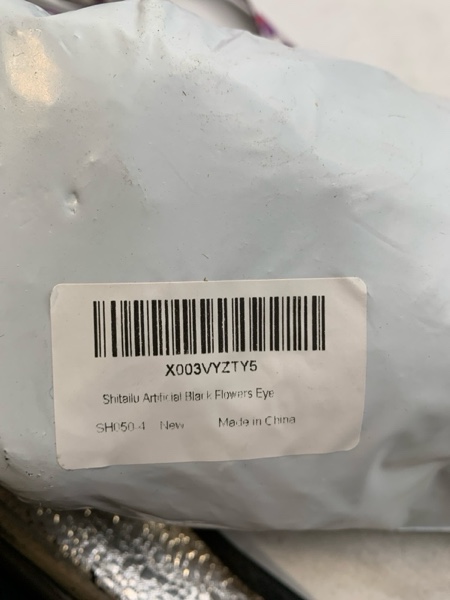 X003VYZTY5
Shitailu Artificial Black Flowers Eye
SH050-4 New Made in China